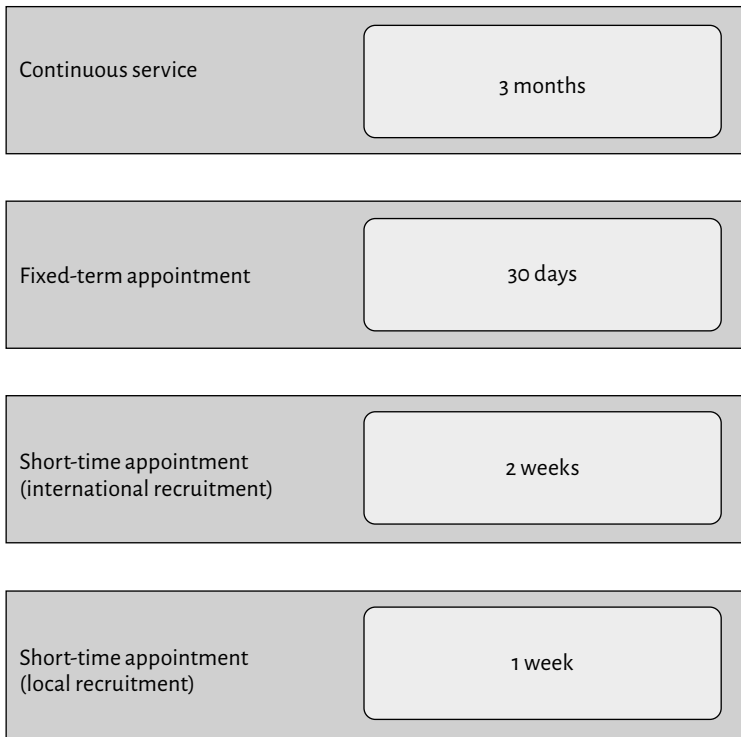 Continuous service
3 months
Fixed-term appointment
30 days
Short-time appointment
(international recruitment)
2 weeks
Short-time appointment
(local recruitment)
1 week